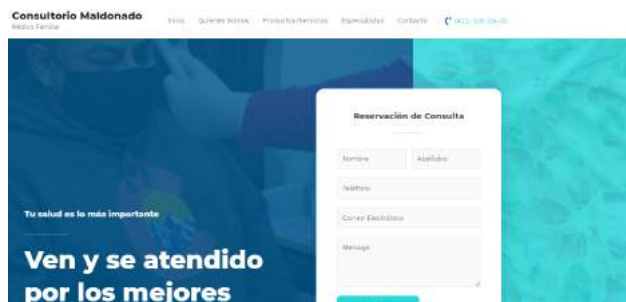 Consultorio Maldonado
Médico Familiar
Inicio Quienes Somos Productos/Servicios Especialistas Contacto
Reservación de Consulta
Nombre Apellidos
Teléfono
Correo Electrónico
Mensaje
Tu salud es lo más importante
Ven y se atendido
por los mejores